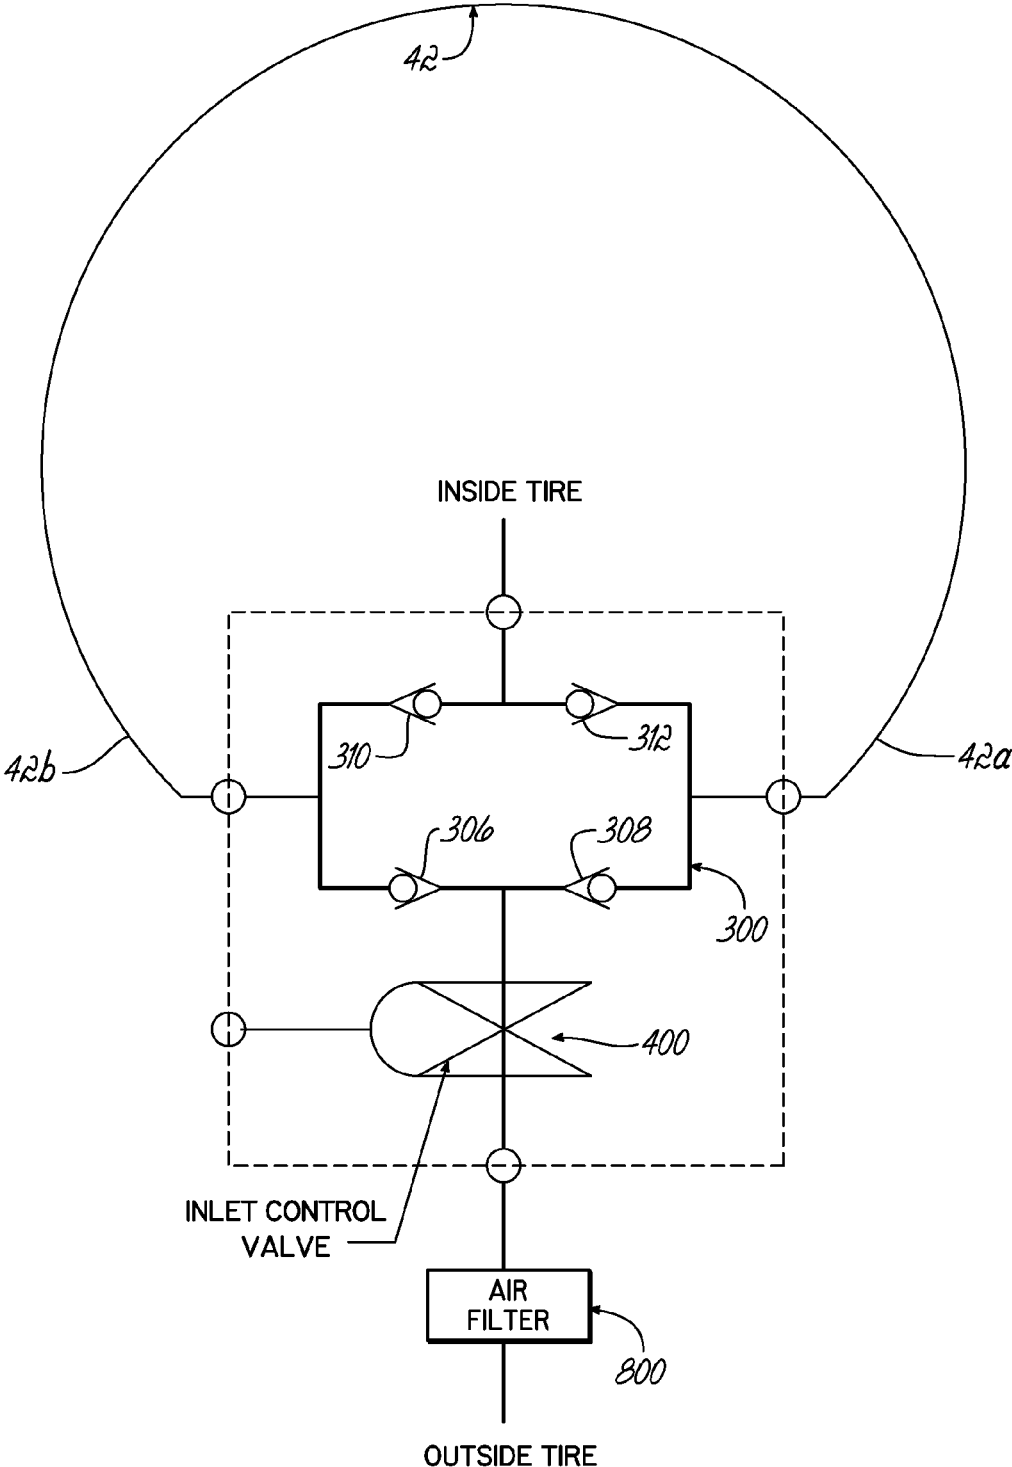 42
INSIDE TIRE
310
312
42b
42a
306
308
300
400
INLET CONTROL
VALVE
AIR
FILTER
800
OUTSIDE TIRE